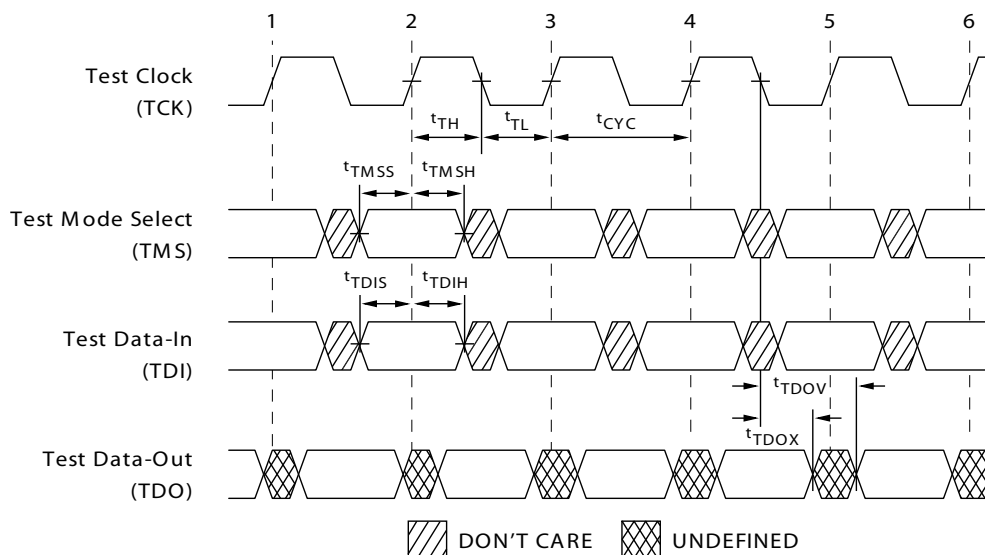 1 2 3 4 5 6
Test Clock
(TCK)
tTH tTL tCYC
tTMSS tTMSH
Test Mode Select
(TMS)
tTDIS tTDIH
Test Data-In
(TDI)
tTDOV
tTDOX
Test Data-Out
(TDO)
DON'T CARE UNDEFINED